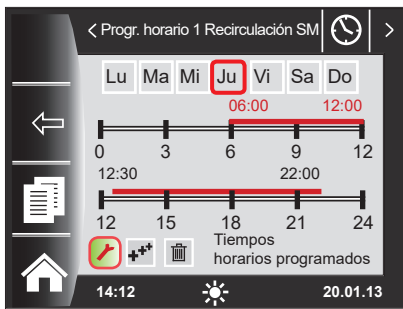 Progr. horario 1 Recirculación SM
Lu Ma Mi Ju Vi Sa Do
06:00 12:00
0 3 6 9 12
12:30 22:00
12 15 18 21 24
Tiempos
horarios programados
14:12 20.01.13